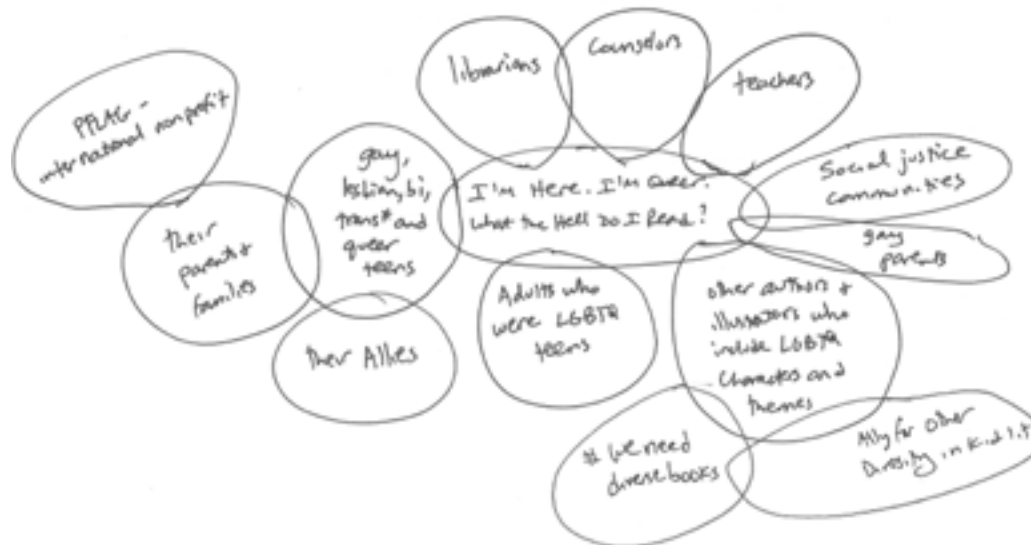 librarians
Counselors
teachers
PFLAG -
international nonprofit
gay,
lesbian, bi,
trans* and
queer
teens
I'm Here. I'm Queer.
What the Hell Do I Read?
Social justice
communities
gay
parents
their
parents +
families
Adults who
were LGBTQ
teens
other authors +
illustrators who
include LGBTQ
characters and
themes
their Allies
# We need
diverse books
Ally for Other
Diversity in Kid Lit